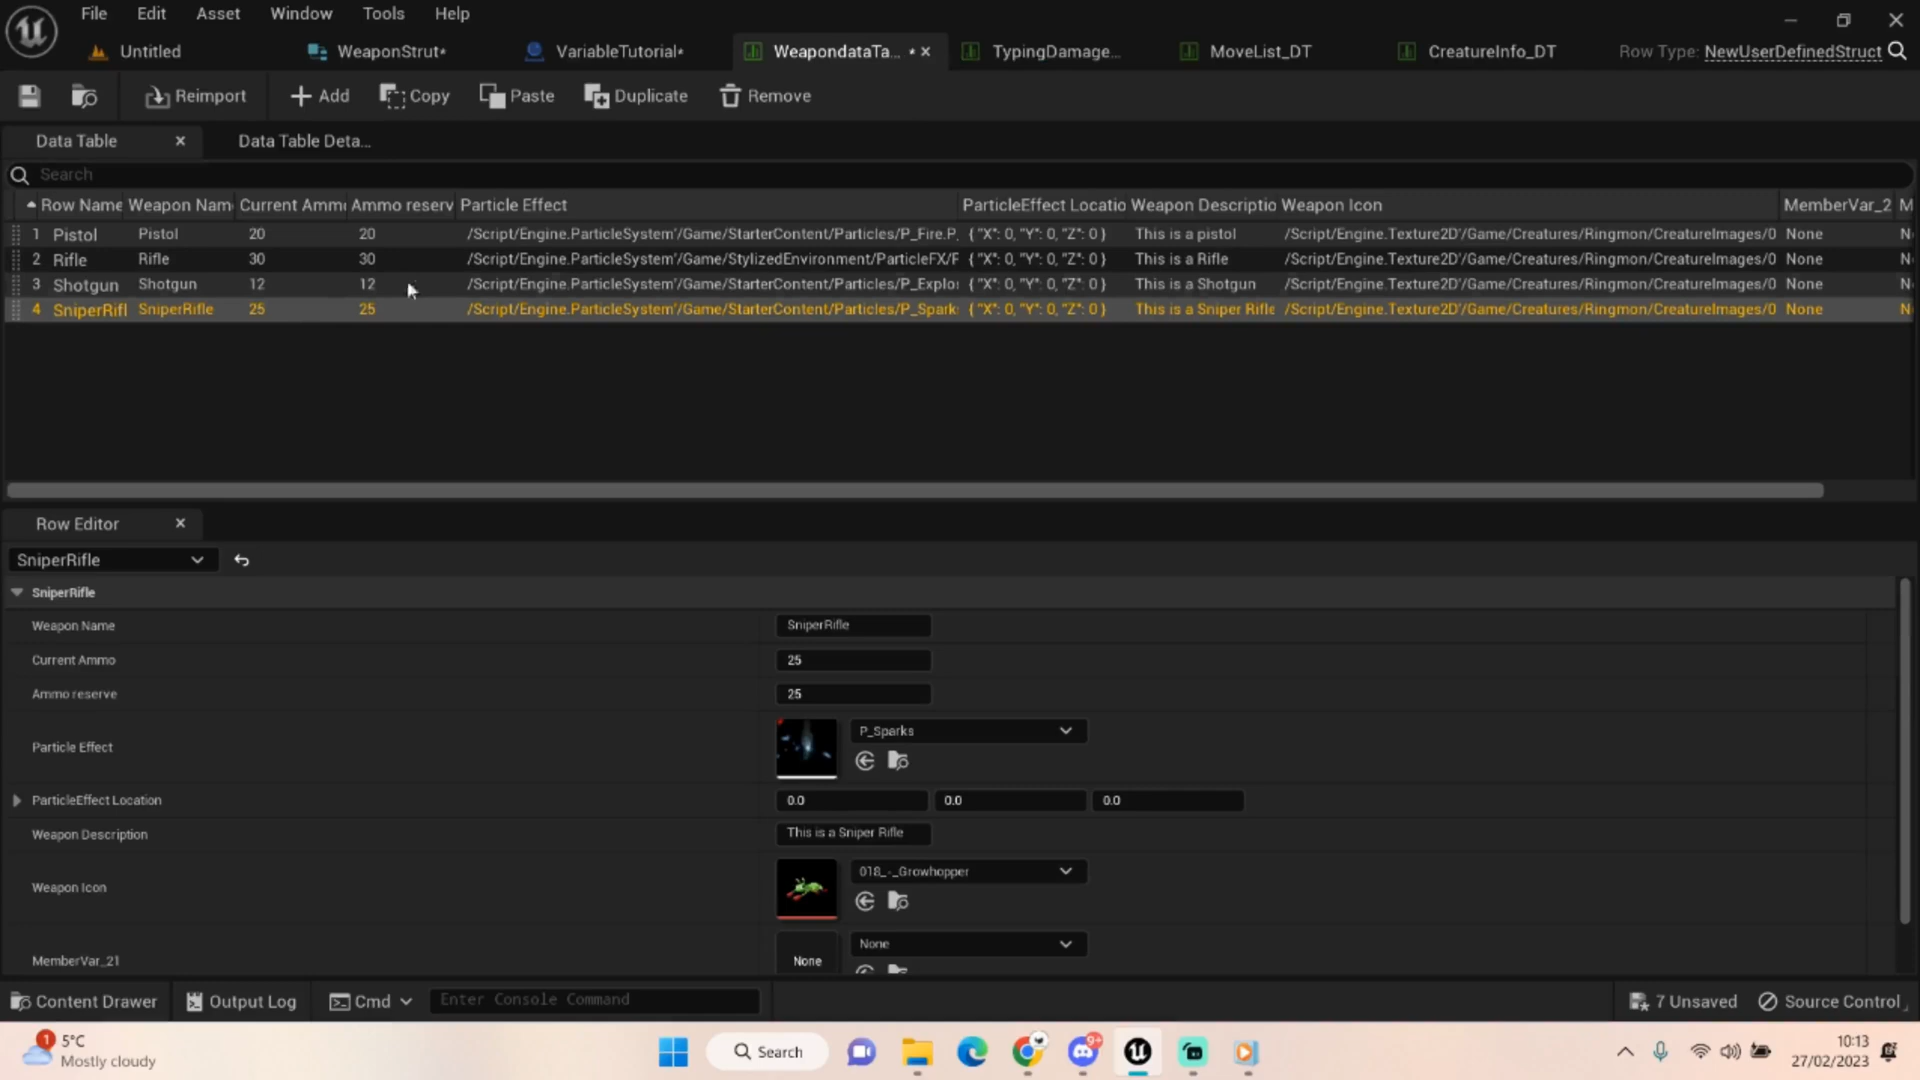 File Edit Asset Window Tools Help
Untitled WeaponStrut* VariableTutorial* WeapondataTa... * TypingDamage... MoveList_DT CreatureInfo_DT Row Type: NewUserDefinedStruct
Reimport Add Copy Paste Duplicate Remove
Data Table Data Table Deta...
Search
Row Name Weapon Nam Current Amm Ammo reserv Particle Effect ParticleEffect Locatio Weapon Descriptio Weapon Icon MemberVar_2 M
1 Pistol Pistol 20 20 /Script/Engine.ParticleSystem'/Game/StarterContent/Particles/P_Fire.P_ { "X": 0, "Y": 0, "Z": 0 } This is a pistol /Script/Engine.Texture2D'/Game/Creatures/Ringmon/CreatureImages/0 None N
2 Rifle Rifle 30 30 /Script/Engine.ParticleSystem'/Game/StylizedEnvironment/ParticleFX/F { "X": 0, "Y": 0, "Z": 0 } This is a Rifle /Script/Engine.Texture2D'/Game/Creatures/Ringmon/CreatureImages/0 None N
3 Shotgun Shotgun 12 12 /Script/Engine.ParticleSystem'/Game/StarterContent/Particles/P_Explo { "X": 0, "Y": 0, "Z": 0 } This is a Shotgun /Script/Engine.Texture2D'/Game/Creatures/Ringmon/CreatureImages/0 None N
4 SniperRifl SniperRifle 25 25 /Script/Engine.ParticleSystem'/Game/StarterContent/Particles/P_Spark { "X": 0, "Y": 0, "Z": 0 } This is a Sniper Rifle /Script/Engine.Texture2D'/Game/Creatures/Ringmon/CreatureImages/0 None N
Row Editor
SniperRifle
SniperRifle
Weapon Name SniperRifle
Current Ammo 25
Ammo reserve 25
Particle Effect P_Sparks
ParticleEffect Location 0.0 0.0 0.0
Weapon Description This is a Sniper Rifle
Weapon Icon 018_-_Growhopper
MemberVar_21 None None
Content Drawer Output Log Cmd Enter Console Command 7 Unsaved Source Control
1 5°C Search 9+ 10:13
Mostly cloudy 27/02/2023